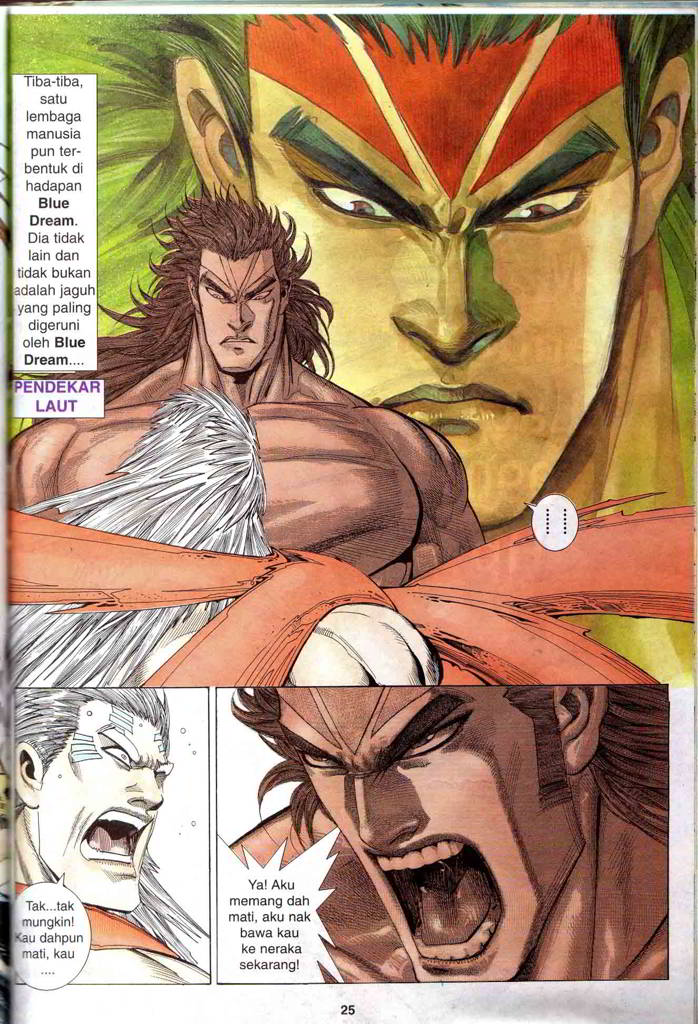 Tiba-tiba,
satu
lembaga
manusia
pun ter-
bentuk di
hadapan
Blue
Dream.
Dia tidak
lain dan
tidak bukan
adalah jaguh
yang paling
digeruni
oleh Blue
Dream....
PENDEKAR
LAUT
Tak...tak
mungkin!
Kau dahpun
mati, kau
....
Ya! Aku
memang dah
mati, aku nak
bawa kau
ke neraka
sekarang!
25